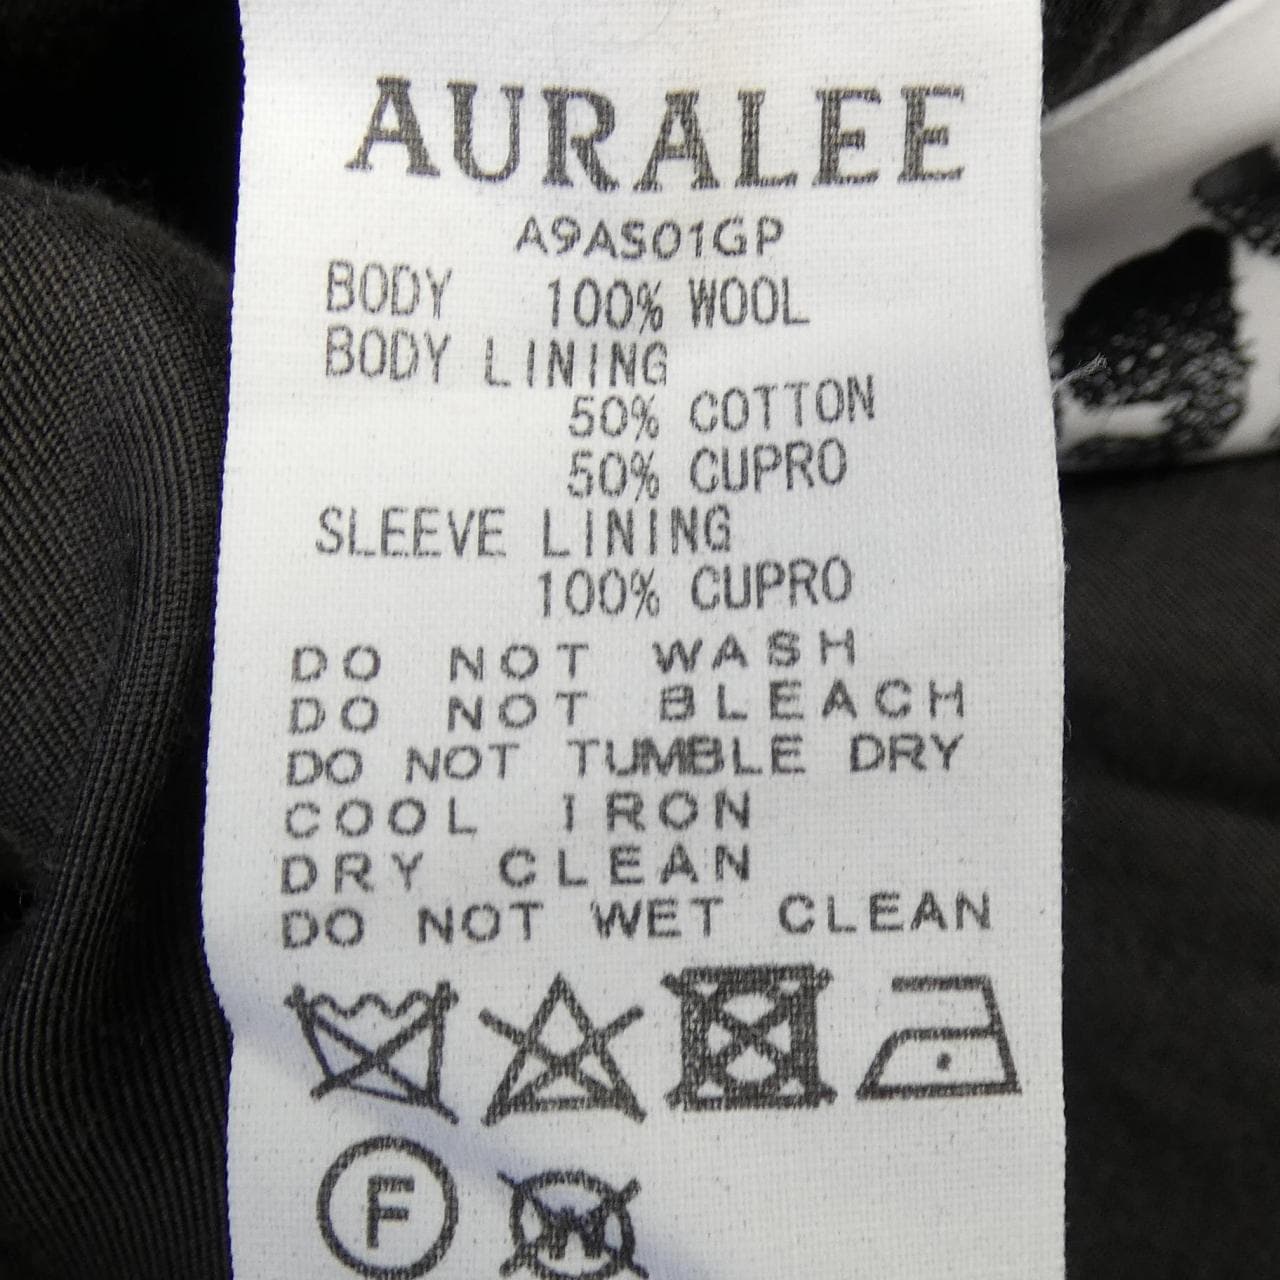 AURALEE
A9AS01GP
BODY 100% WOOL
BODY LINING
50% COTTON
50% CUPRO
SLEEVE LINING
100% CUPRO
DO NOT WASH
DO NOT BLEACH
DO NOT TUMBLE DRY
COOL IRON
DRY CLEAN
DO NOT WET CLEAN
F W